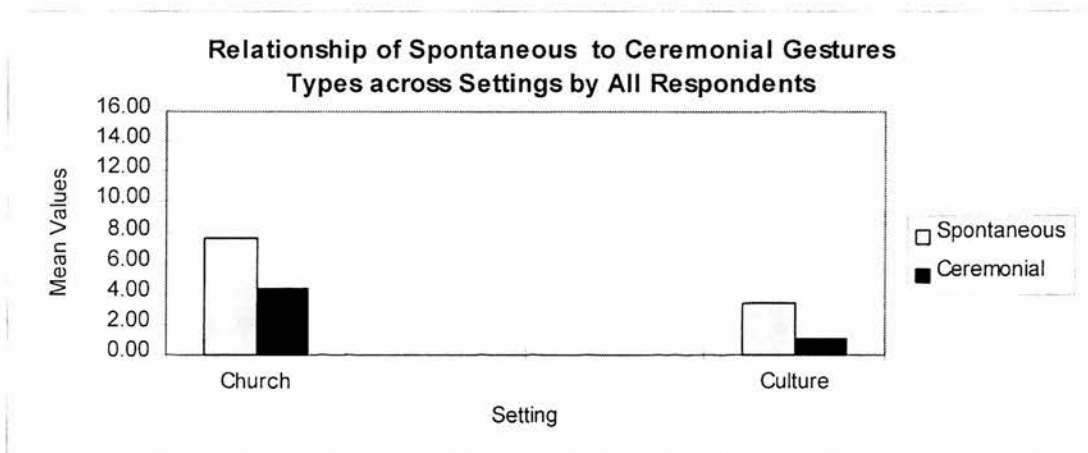 Relationship of Spontaneous to Ceremonial Gestures
Types across Settings by All Respondents
16.00
14.00
12.00
10.00
8.00
6.00
4.00
2.00
0.00
Mean Values
Church
Culture
Setting
Spontaneous
Ceremonial